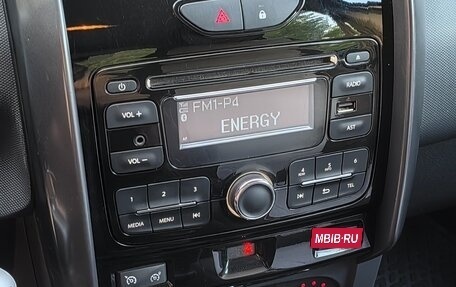 RADIO
FM1-P4
ENERGY
VOL +
AST
VOL −
1 2 3
4 5 6
MEDIA MENU
TEL
MBIB.RU